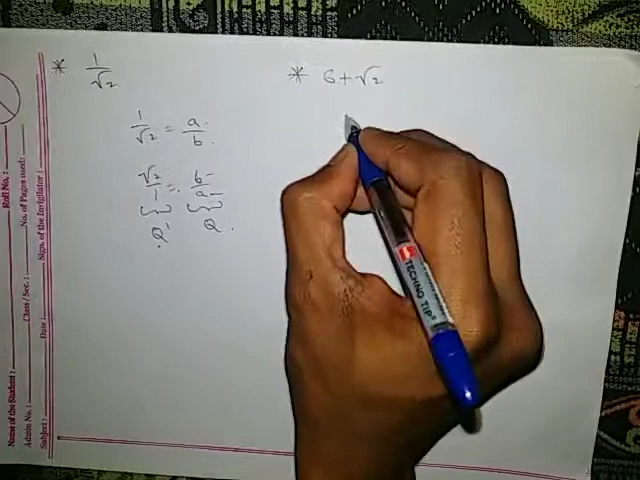 * 1/√2
1/√2 = a/b
√2/1 = b/a
Q' Q
* 6+√2
TECHNO TIP
Name of the Student :
Roll No. :
Admn No. : Class / Sec. : No. of Pages used :
Subject : Date : Sign. of the Invigilator :